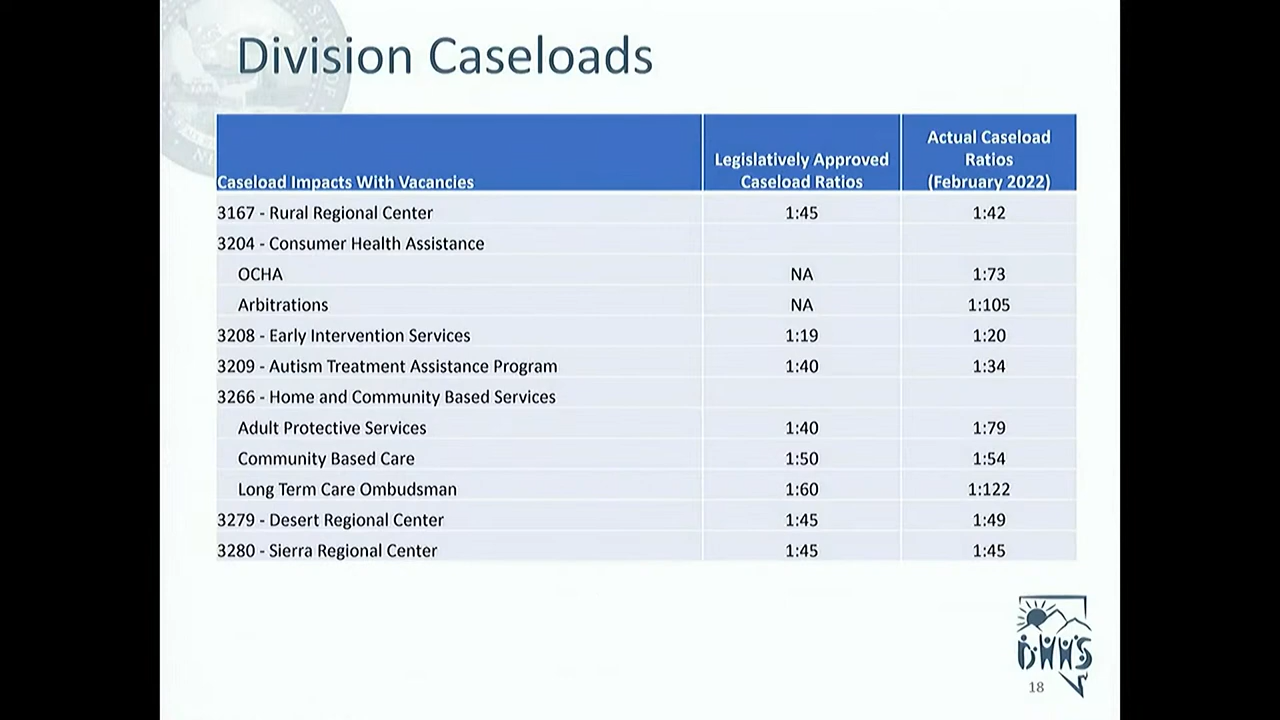 Division Caseloads
Caseload Impacts With Vacancies
Legislatively Approved
Caseload Ratios
Actual Caseload
Ratios
(February 2022)
3167 - Rural Regional Center 1:45 1:42
3204 - Consumer Health Assistance
OCHA NA 1:73
Arbitrations NA 1:105
3208 - Early Intervention Services 1:19 1:20
3209 - Autism Treatment Assistance Program 1:40 1:34
3266 - Home and Community Based Services
Adult Protective Services 1:40 1:79
Community Based Care 1:50 1:54
Long Term Care Ombudsman 1:60 1:122
3279 - Desert Regional Center 1:45 1:49
3280 - Sierra Regional Center 1:45 1:45
DHHS
18